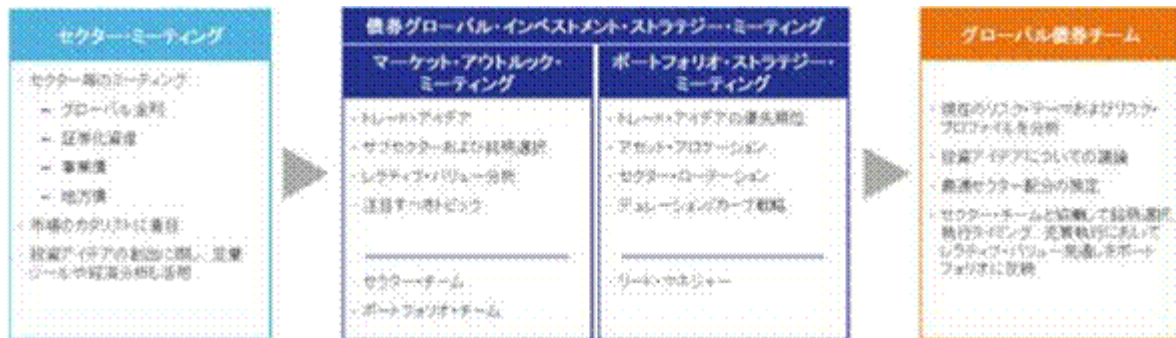 セクター・ミーティング
セクター毎のミーティング
グローバル金利
証券化資産
事業債
地方債
市場のカタリストに着目
投資アイデアの創出に際し、定量
ツールや経済分析も活用
債券グローバル・インベストメント・ストラテジー・ミーティング
マーケット・アウトルック・
ミーティング
トレード・アイデア
サブセクターおよび銘柄選択
レラティブ・バリュー分析
注目すべきトピック
セクター・チーム
ポートフォリオ・チーム
ポートフォリオ・ストラテジー・
ミーティング
トレード・アイデアの優先順位
アセット・アロケーション
セクター・ローテーション
デュレーション/カーブ戦略
リード・マネジャー
グローバル債券チーム
現在のリスク・テーマおよびリスク・
プロファイルを分析
投資アイデアについての議論
最適セクター配分の策定
セクター・チームと協働して銘柄選択
執行タイミング、売買執行において
レラティブ・バリュー見通しをポート
フォリオに反映